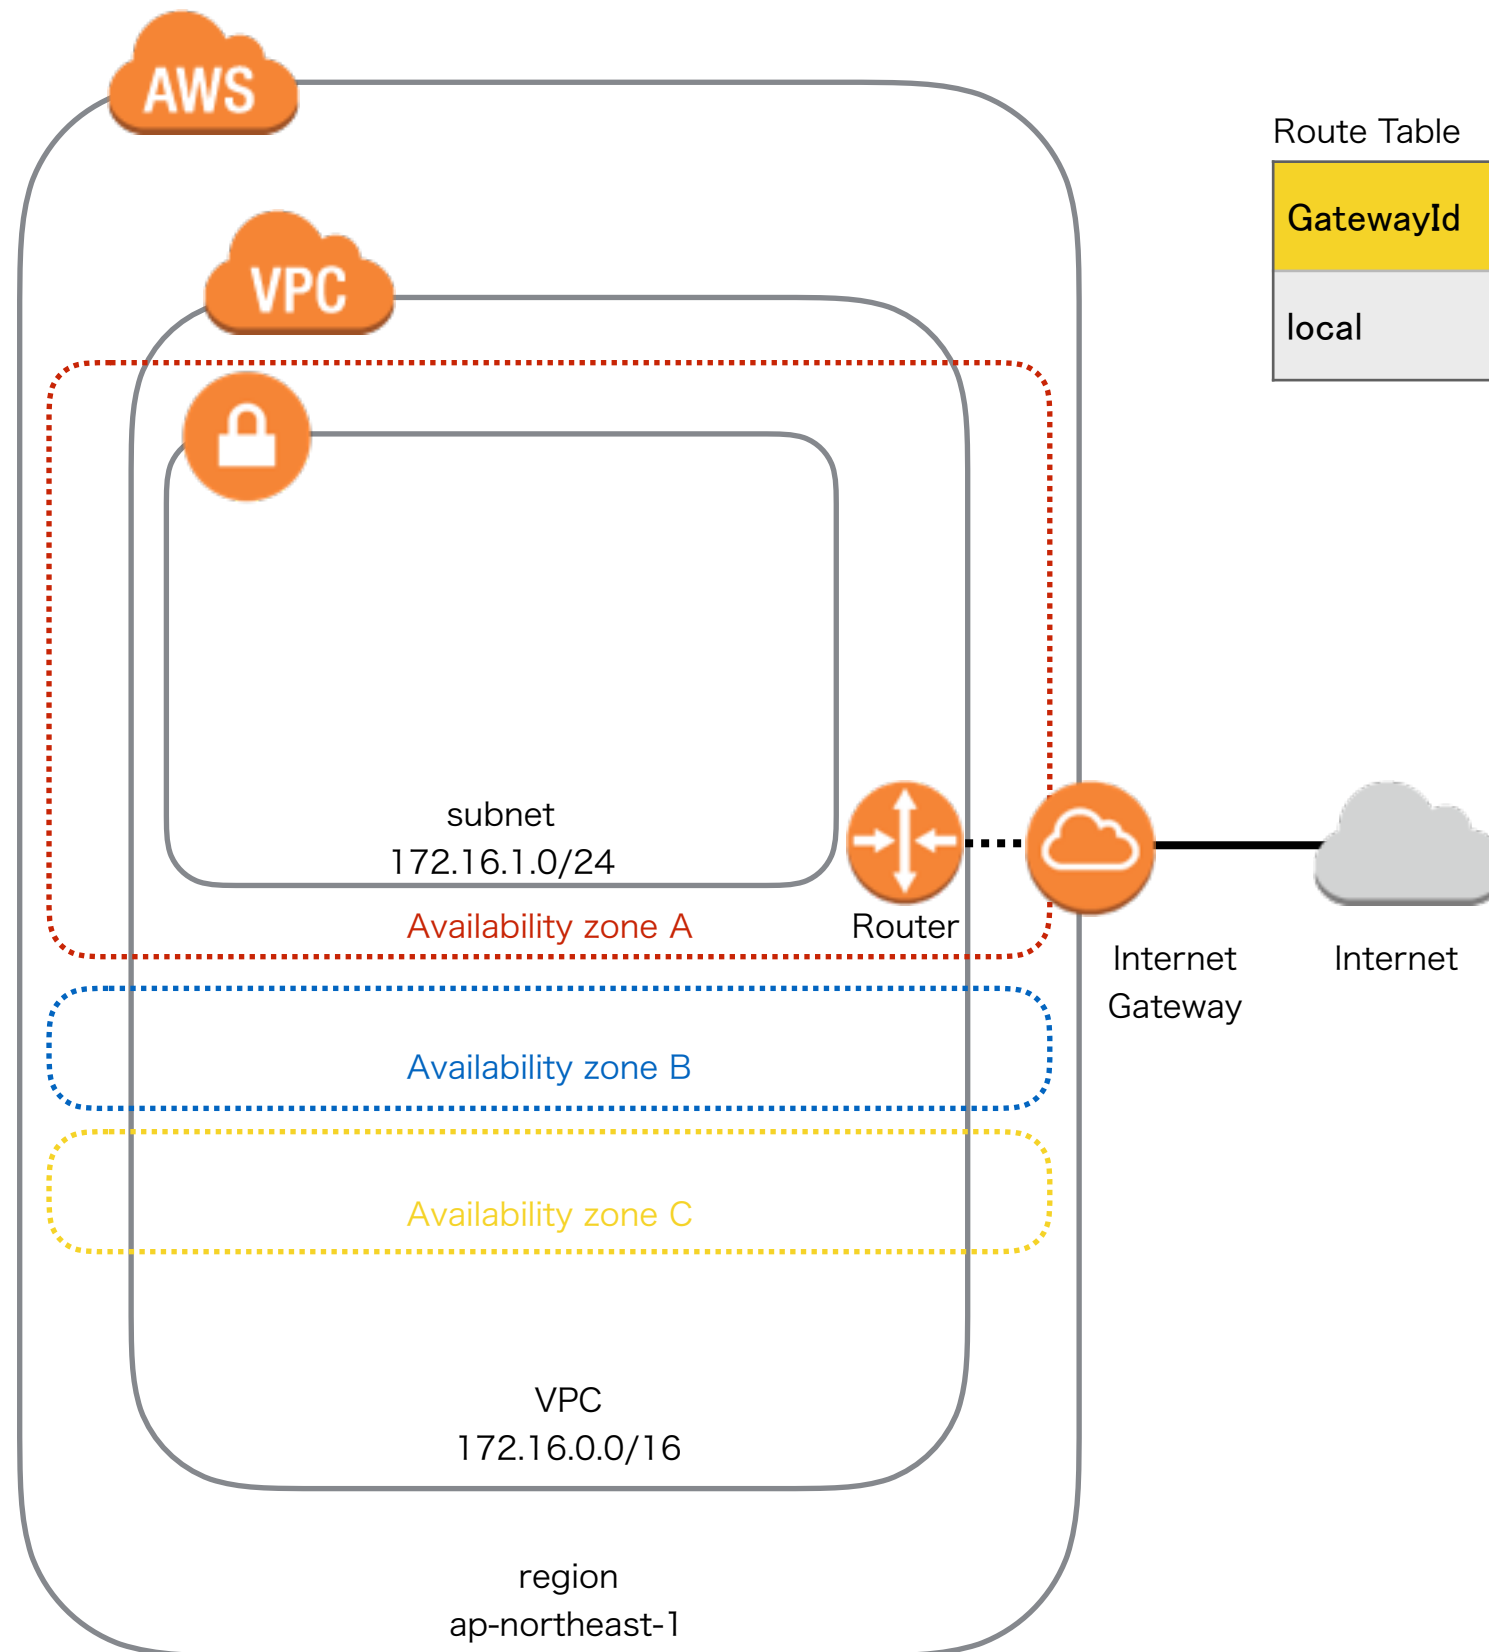 AWS
Route Table
GatewayId
local
VPC
subnet
172.16.1.0/24
Availability zone A
Router
Internet
Gateway
Internet
Availability zone B
Availability zone C
VPC
172.16.0.0/16
region
ap-northeast-1